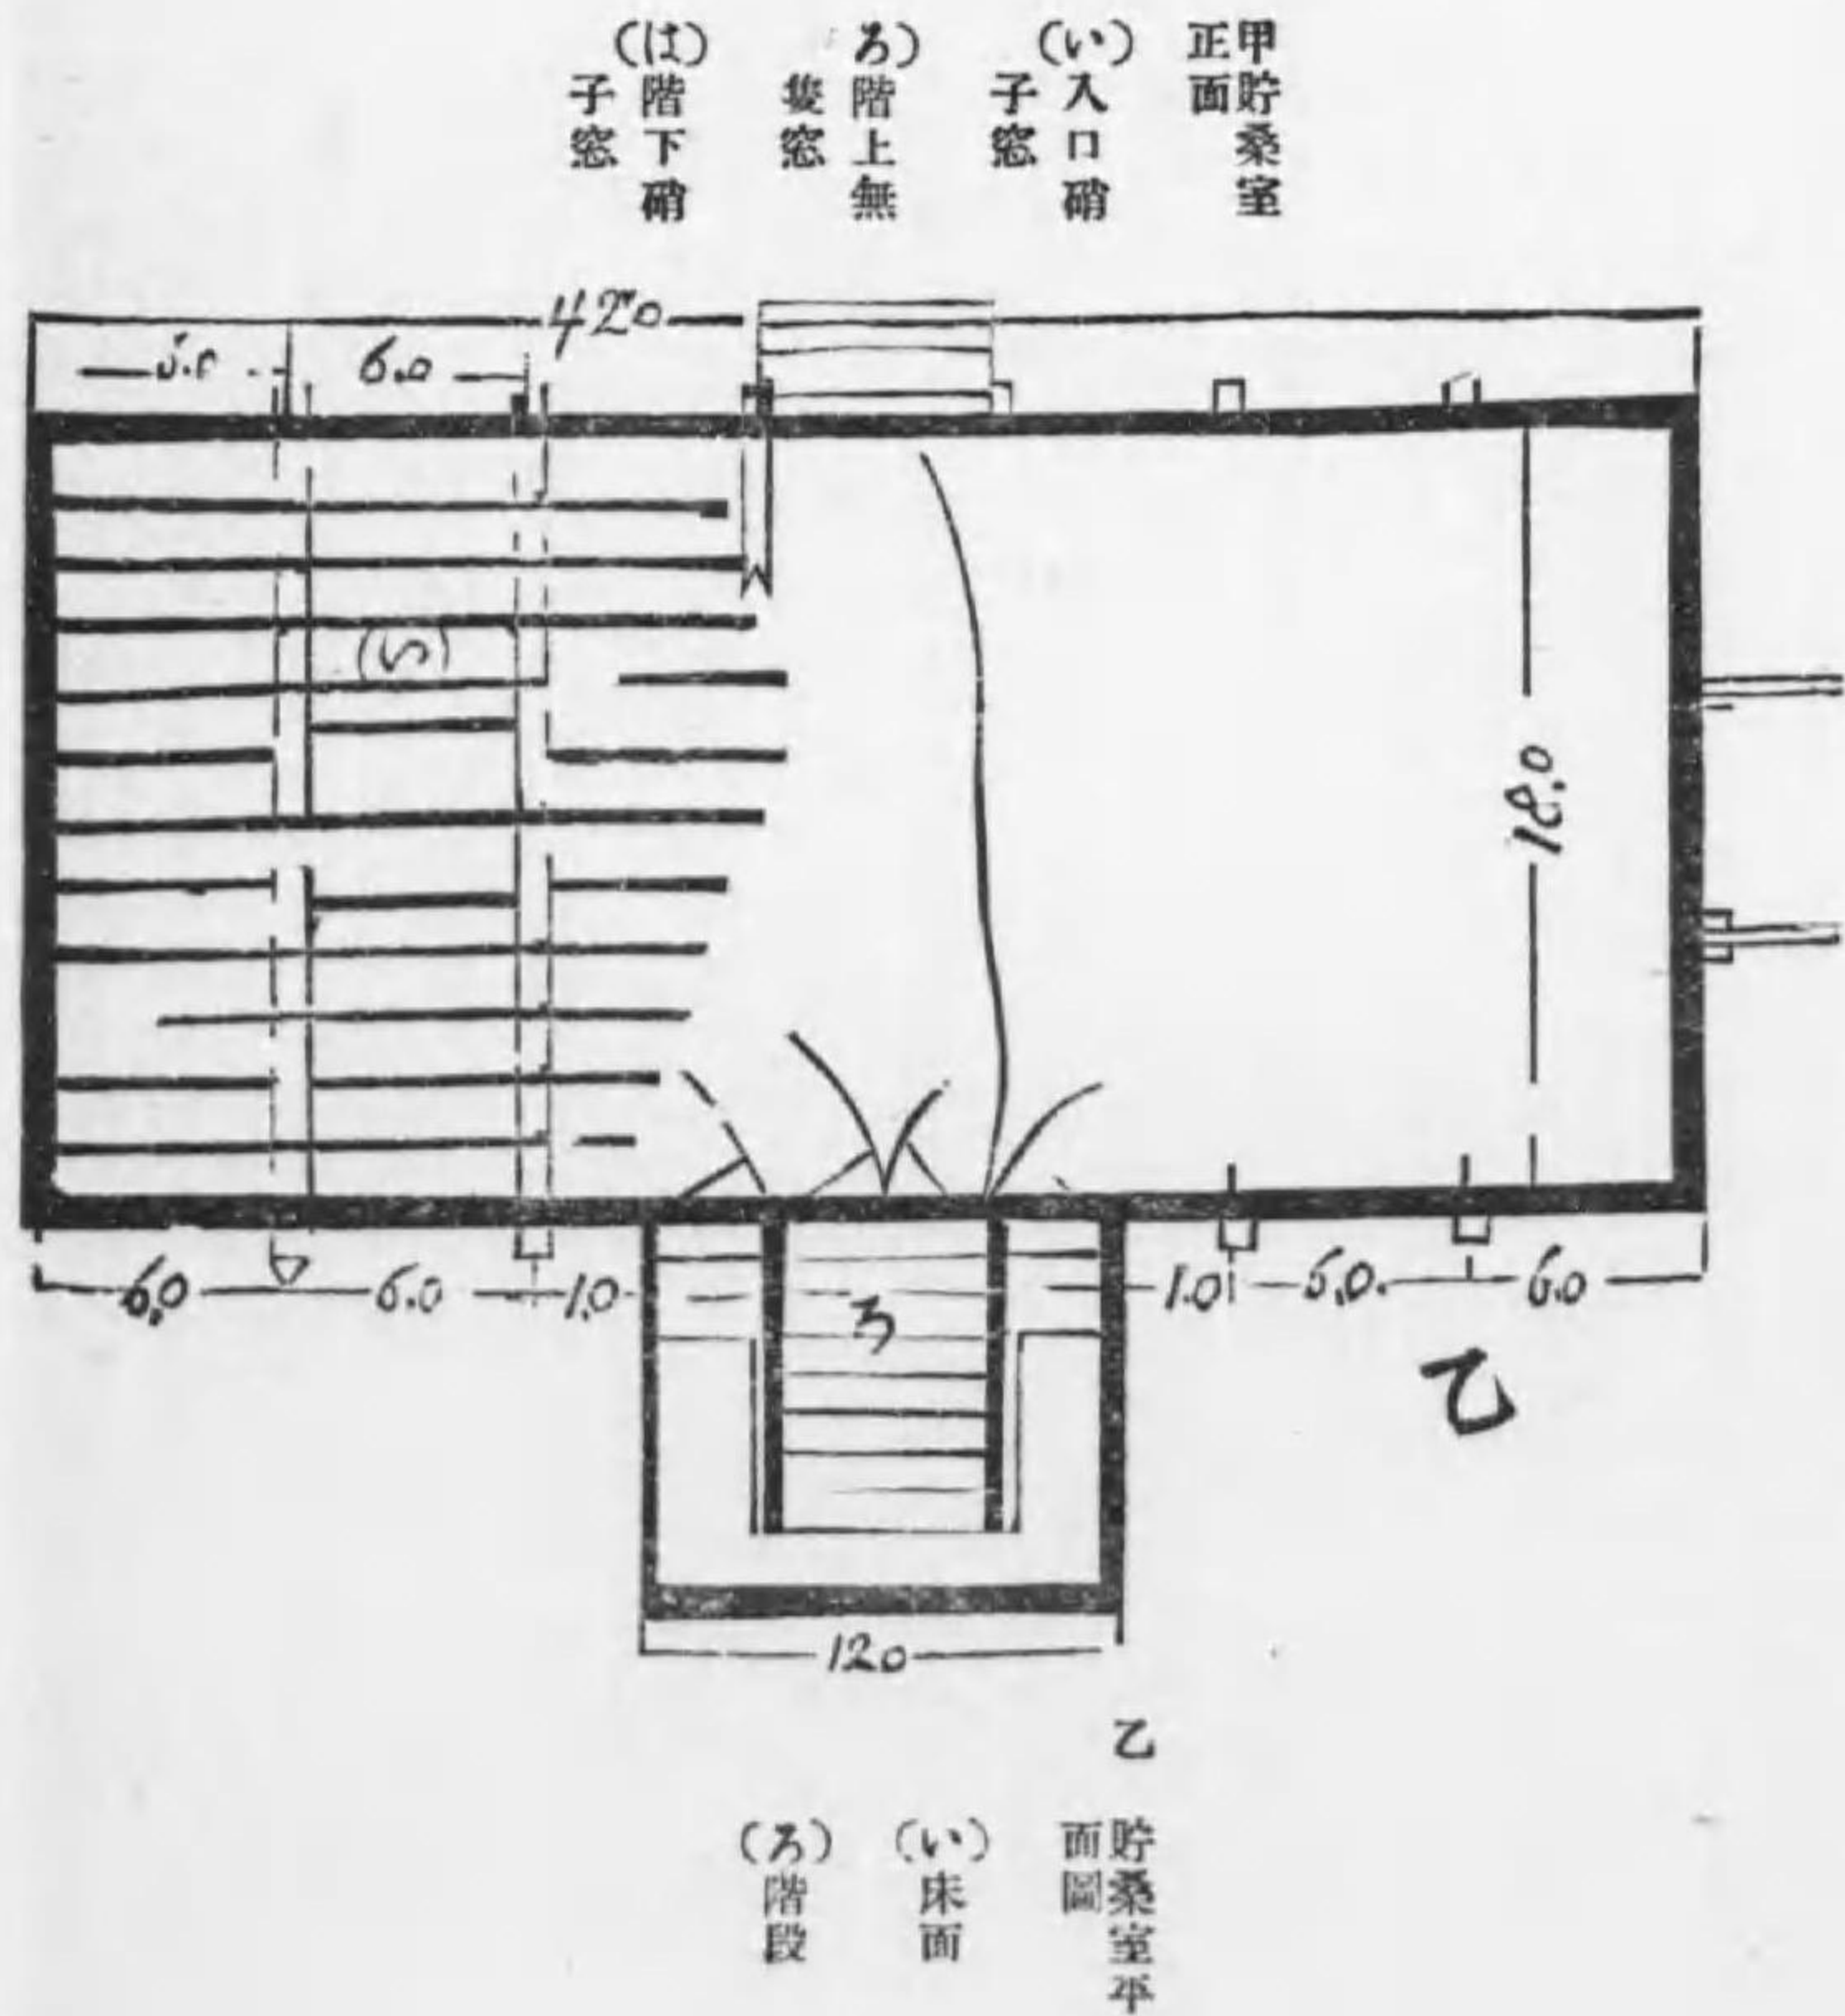 甲貯桑室
正面
(い)入口硝
子窓
ろ)階上無
隻窓
(は)階下硝
子窓
42.0
6.0
(い)
18.0
6.0
6.0
1.0
ろ
1.0
6.0
乙
12.0
乙
貯桑室平
面圖
(い)床面
(ろ)階段